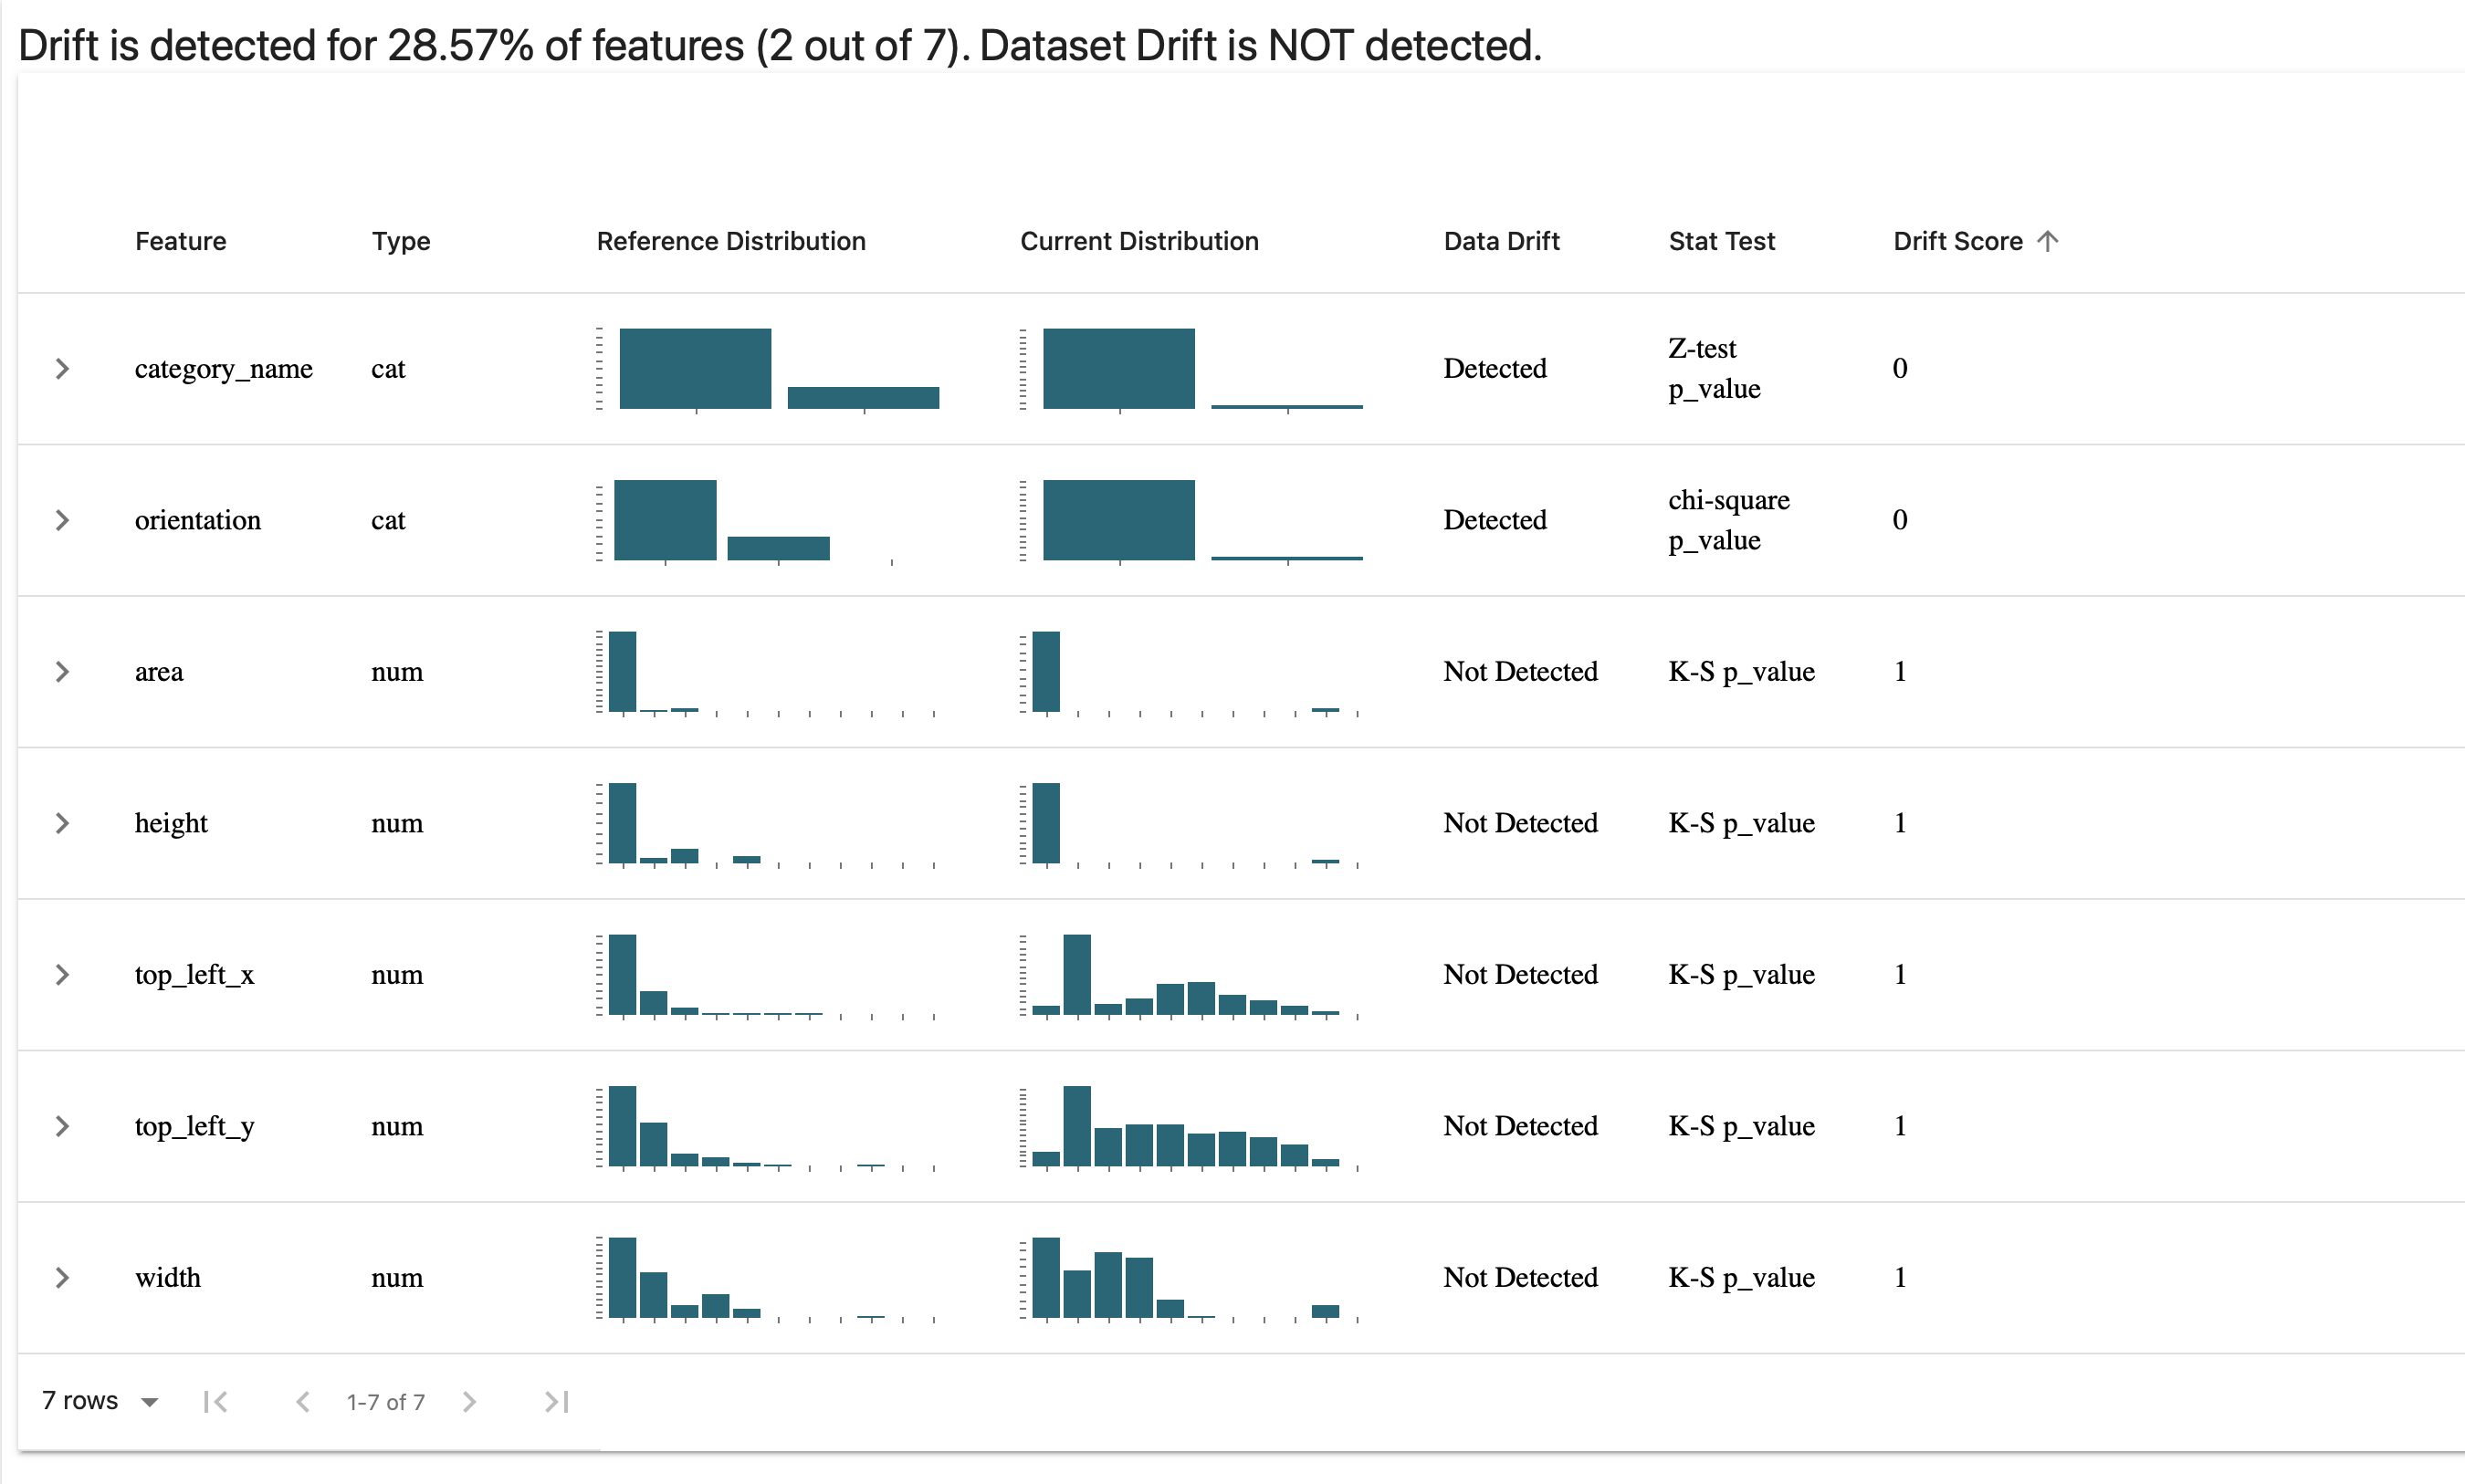 Drift is detected for 28.57% of features (2 out of 7). Dataset Drift is NOT detected.
Feature Type Reference Distribution Current Distribution Data Drift Stat Test Drift Score
category_name cat Detected Z-test p_value 0
orientation cat Detected chi-square p_value 0
area num Not Detected K-S p_value 1
height num Not Detected K-S p_value 1
top_left_x num Not Detected K-S p_value 1
top_left_y num Not Detected K-S p_value 1
width num Not Detected K-S p_value 1
7 rows 1-7 of 7